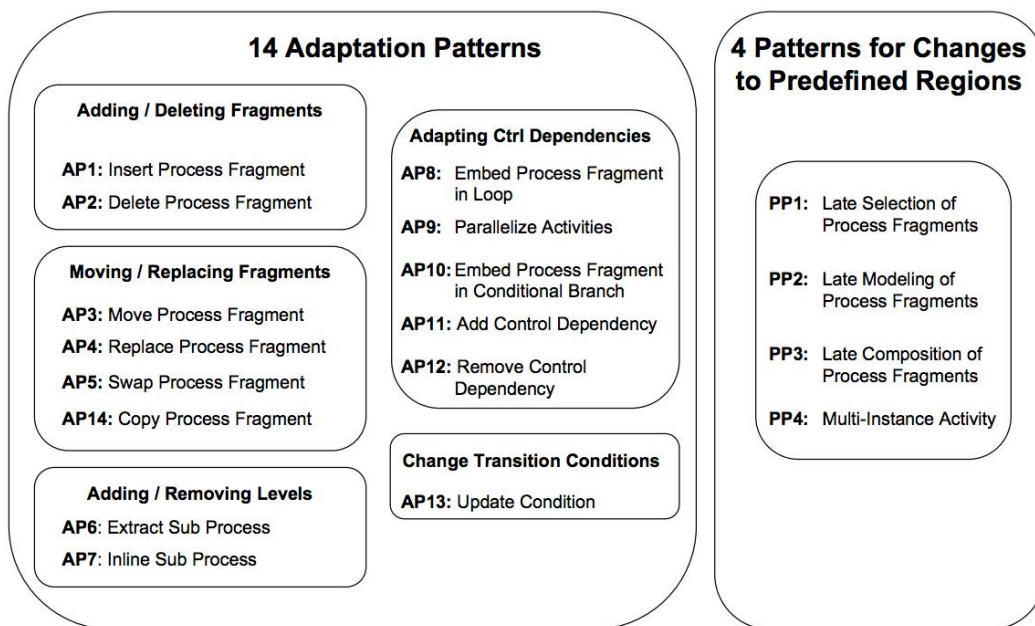 14 Adaptation Patterns
Adding / Deleting Fragments
AP1: Insert Process Fragment
AP2: Delete Process Fragment
Moving / Replacing Fragments
AP3: Move Process Fragment
AP4: Replace Process Fragment
AP5: Swap Process Fragment
AP14: Copy Process Fragment
Adding / Removing Levels
AP6: Extract Sub Process
AP7: Inline Sub Process
Adapting Ctrl Dependencies
AP8: Embed Process Fragment
in Loop
AP9: Parallelize Activities
AP10: Embed Process Fragment
in Conditional Branch
AP11: Add Control Dependency
AP12: Remove Control
Dependency
Change Transition Conditions
AP13: Update Condition
4 Patterns for Changes
to Predefined Regions
PP1: Late Selection of
Process Fragments
PP2: Late Modeling of
Process Fragments
PP3: Late Composition of
Process Fragments
PP4: Multi-Instance Activity